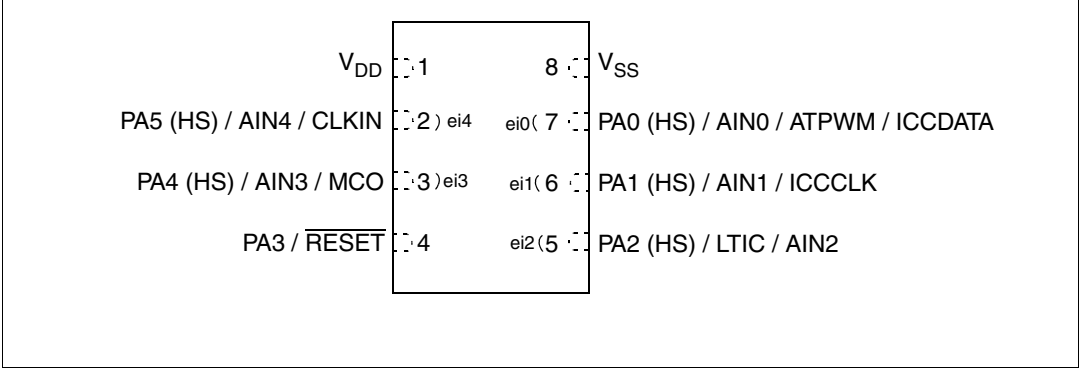 VDD 1 8 VSS
PA5 (HS) / AIN4 / CLKIN 2 ) ei4 ei0( 7 PA0 (HS) / AIN0 / ATPWM / ICCDATA
PA4 (HS) / AIN3 / MCO 3 )ei3 ei1( 6 PA1 (HS) / AIN1 / ICCCLK
PA3 / RESET 4 ei2(5 PA2 (HS) / LTIC / AIN2